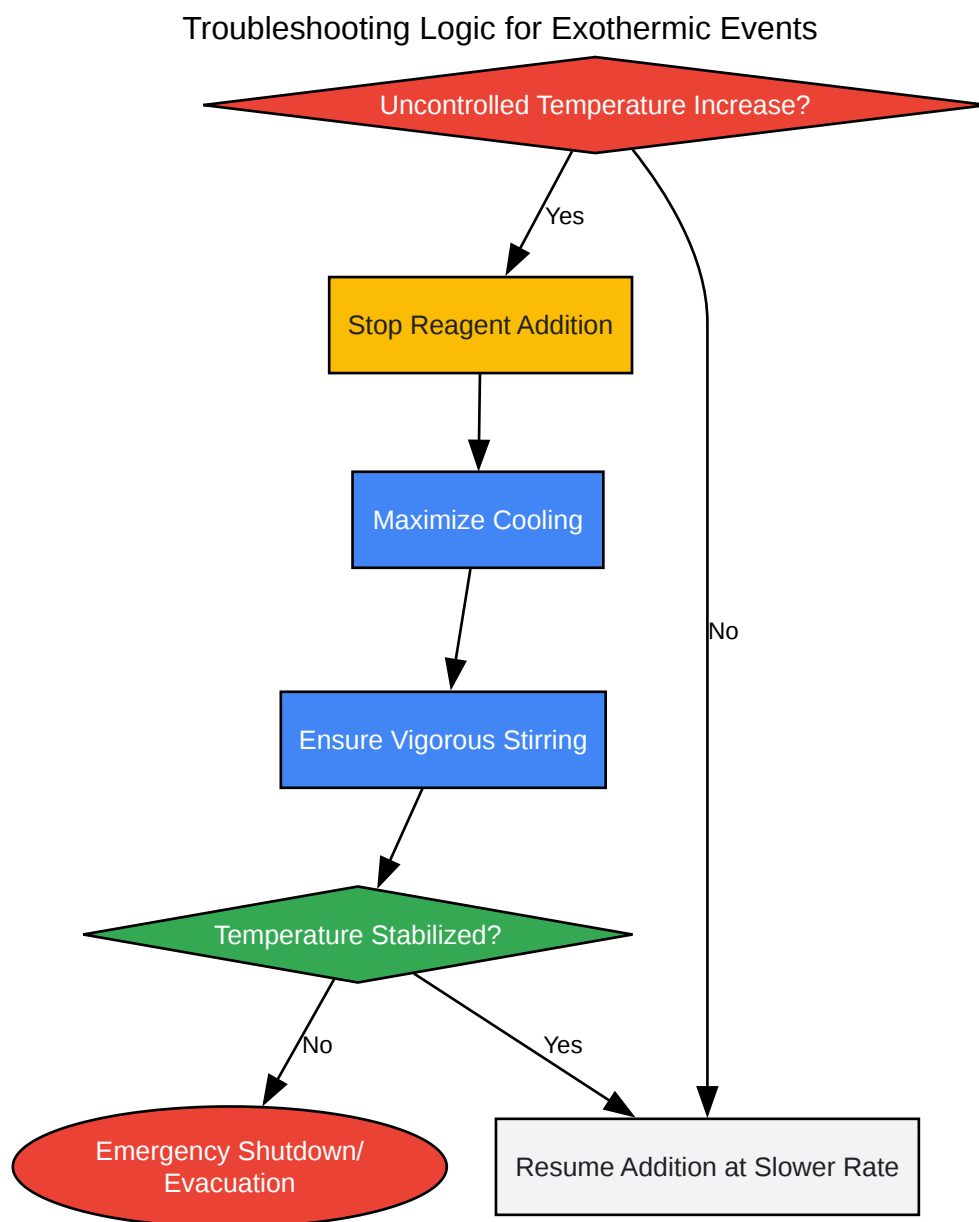 Troubleshooting Logic for Exothermic Events
Uncontrolled Temperature Increase?
Yes
Stop Reagent Addition
Maximize Cooling
No
Ensure Vigorous Stirring
Temperature Stabilized?
No
Yes
Emergency Shutdown/
Evacuation
Resume Addition at Slower Rate